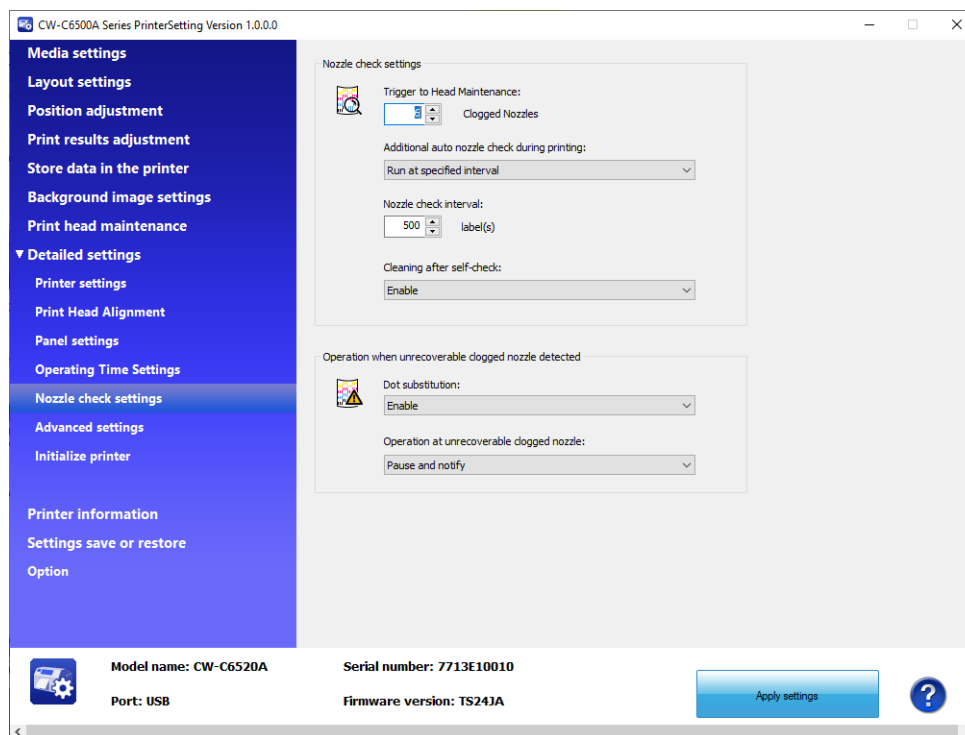 CW-C6500A Series PrinterSetting Version 1.0.0.0
Media settings
Layout settings
Position adjustment
Print results adjustment
Store data in the printer
Background image settings
Print head maintenance
▼ Detailed settings
Printer settings
Print Head Alignment
Panel settings
Operating Time Settings
Nozzle check settings
Advanced settings
Initialize printer
Printer information
Settings save or restore
Option
Nozzle check settings
Trigger to Head Maintenance:
Clogged Nozzles
Additional auto nozzle check during printing:
Run at specified interval
Nozzle check interval:
500 label(s)
Cleaning after self-check:
Enable
Operation when unrecoverable clogged nozzle detected
Dot substitution:
Enable
Operation at unrecoverable clogged nozzle:
Pause and notify
Model name: CW-C6520A
Serial number: 7713E10010
Port: USB
Firmware version: TS24JA
Apply settings
?